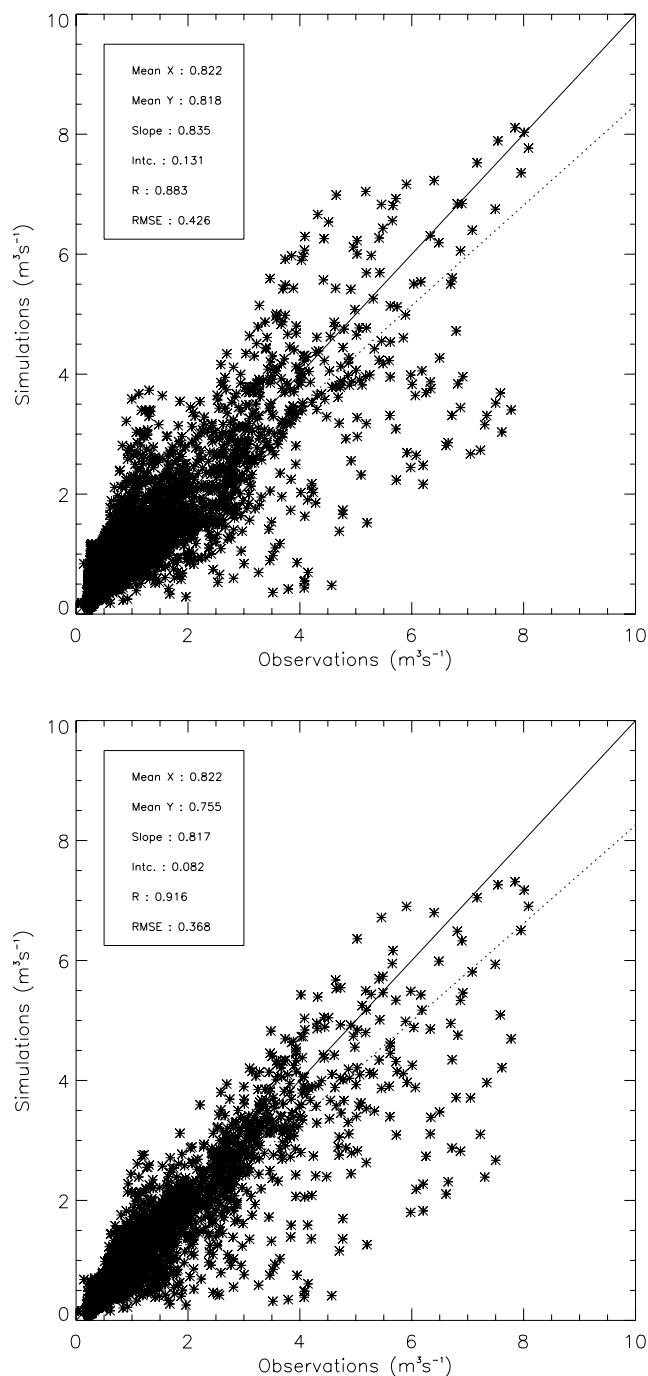 10
8
6
4
2
0
Simulations (m³s⁻¹)
Mean X : 0.822
Mean Y : 0.818
Slope : 0.835
Intc. : 0.131
R : 0.883
RMSE : 0.426
0 2 4 6 8 10
Observations (m³s⁻¹)
10
8
6
4
2
0
Simulations (m³s⁻¹)
Mean X : 0.822
Mean Y : 0.755
Slope : 0.817
Intc. : 0.082
R : 0.916
RMSE : 0.368
0 2 4 6 8 10
Observations (m³s⁻¹)